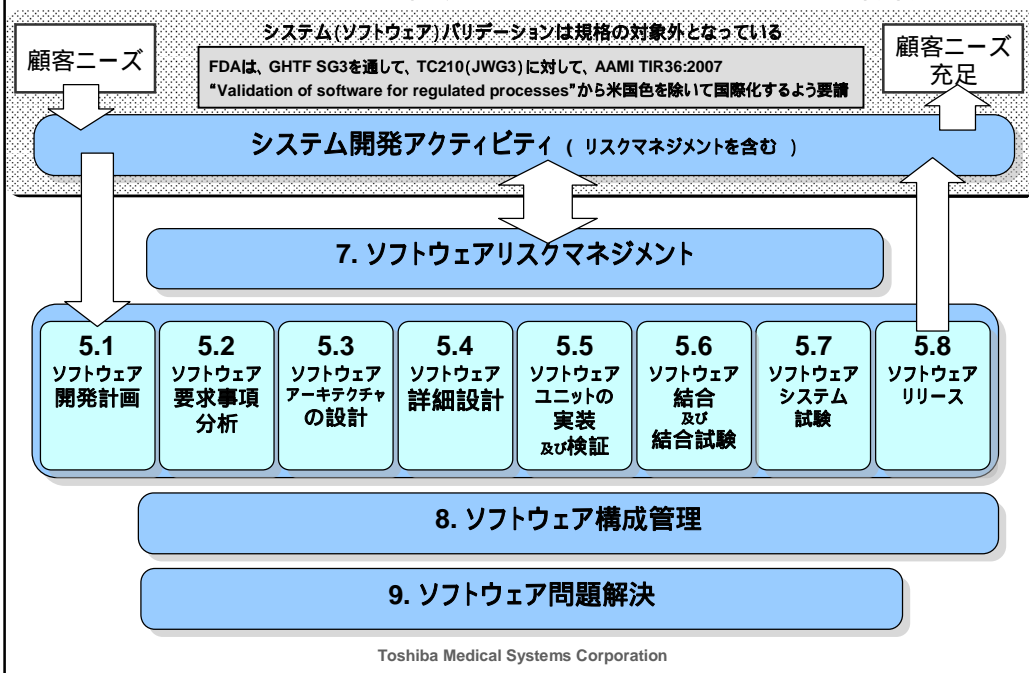 システム(ソフトウェア)バリデーションは規格の対象外となっている
顧客ニーズ
FDAは、GHTF SG3を通して、TC210(JWG3)に対して、AAMI TIR36:2007
“Validation of software for regulated processes”から米国色を除いて国際化するよう要請
顧客ニーズ
充足
システム開発アクティビティ ( リスクマネジメントを含む )
7. ソフトウェアリスクマネジメント
5.1
ソフトウェア
開発計画
5.2
ソフトウェア
要求事項
分析
5.3
ソフトウェア
アーキテクチャ
の設計
5.4
ソフトウェア
詳細設計
5.5
ソフトウェア
ユニットの
実装
及び検証
5.6
ソフトウェア
結合
及び
結合試験
5.7
ソフトウェア
システム
試験
5.8
ソフトウェア
リリース
8. ソフトウェア構成管理
9. ソフトウェア問題解決
Toshiba Medical Systems Corporation